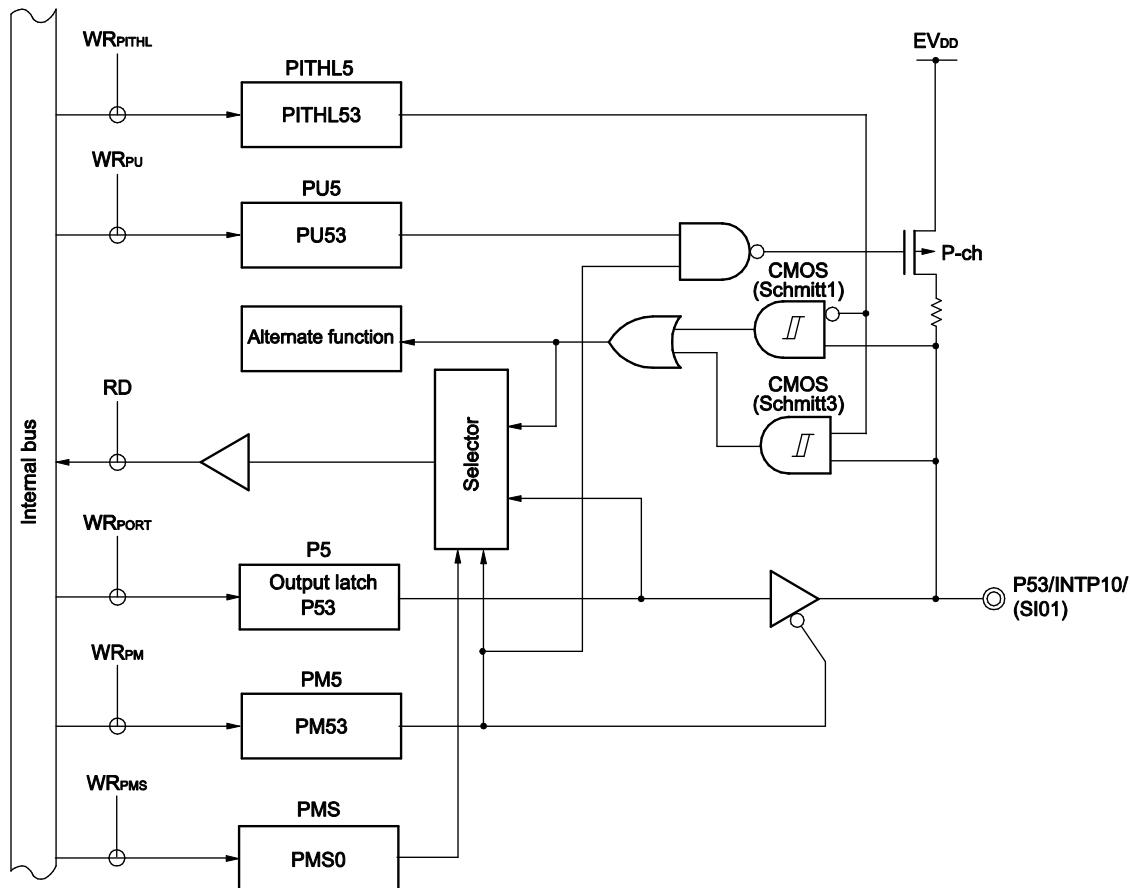 WRPITHL
PITHL5
PITHL53
EVDD
WRPU
PU5
PU53
P-ch
CMOS
(Schmitt1)
Alternate function
CMOS
(Schmitt3)
RD
Selector
Internal bus
WRPORT
P5
Output latch
P53
P53/INTP10/
(SI01)
WRPM
PM5
PM53
WRPMS
PMS
PMS0